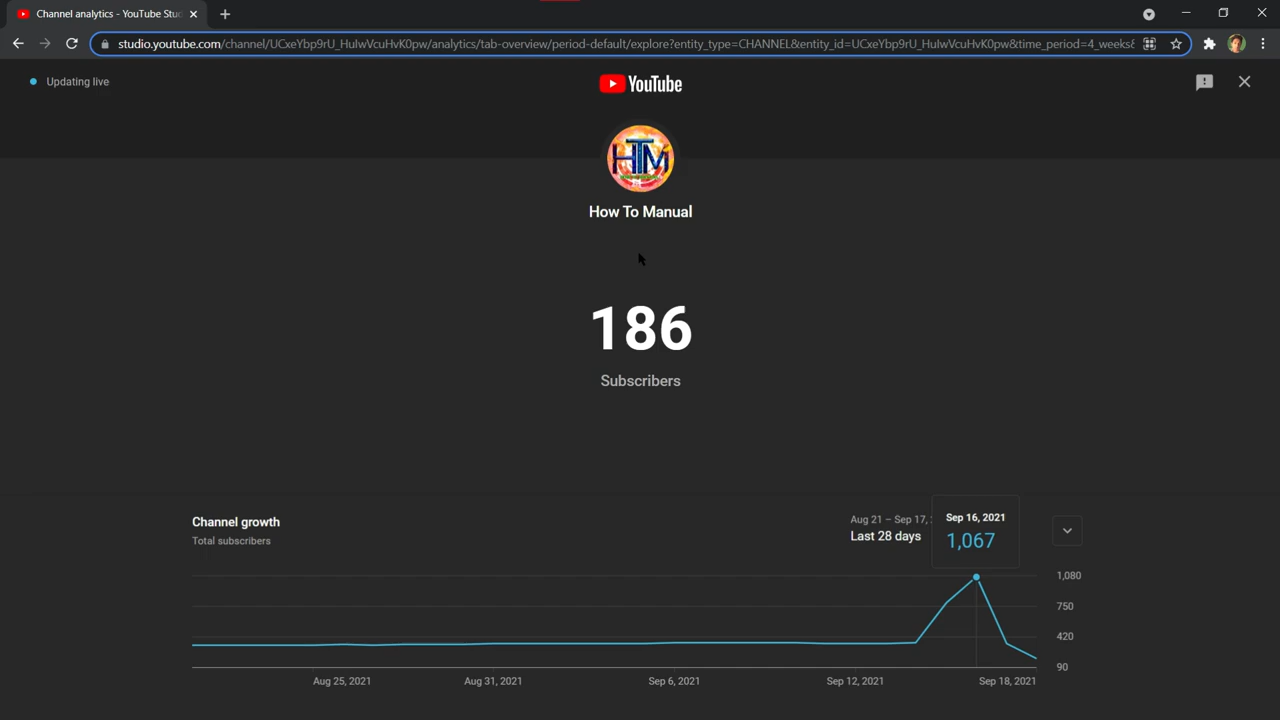 Channel analytics - YouTube Stu
studio.youtube.com/channel/UCxeYbp9rU_HuIwVcuHvK0pw/analytics/tab-overview/period-default/explore?entity_type=CHANNEL&entity_id=UCxeYbp9rU_HuIwVcuHvK0pw&time_period=4_weeks&
Updating live
YouTube
HTM
How To Manual
186
Subscribers
Channel growth
Total subscribers
Aug 21 – Sep 17,
Last 28 days
Sep 16, 2021
1,067
1,080
750
420
90
Aug 25, 2021
Aug 31, 2021
Sep 6, 2021
Sep 12, 2021
Sep 18, 2021